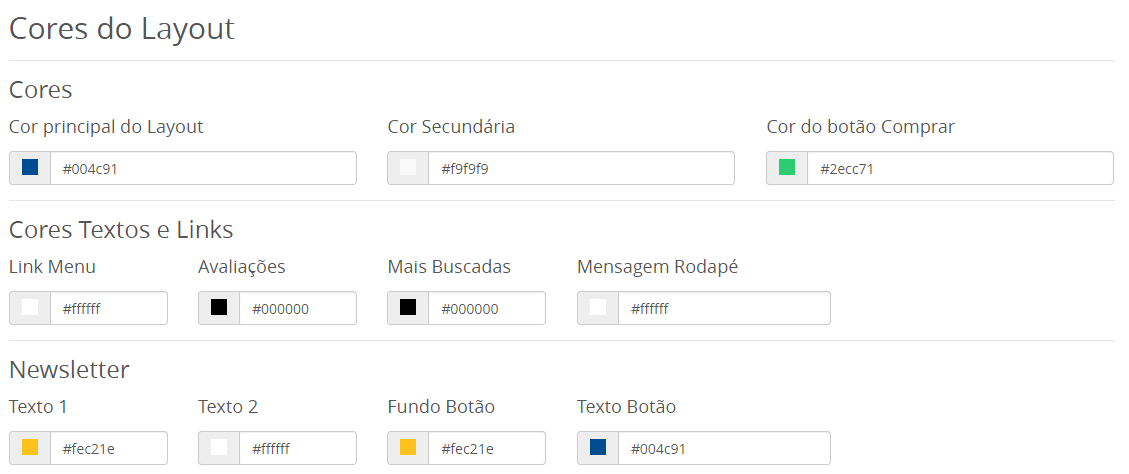 Cores do Layout
Cores
Cor principal do Layout Cor Secundária Cor do botão Comprar
#004c91 #f9f9f9 #2ecc71
Cores Textos e Links
Link Menu Avaliações Mais Buscadas Mensagem Rodapé
#ffffff #000000 #000000 #ffffff
Newsletter
Texto 1 Texto 2 Fundo Botão Texto Botão
#fec21e #ffffff #fec21e #004c91